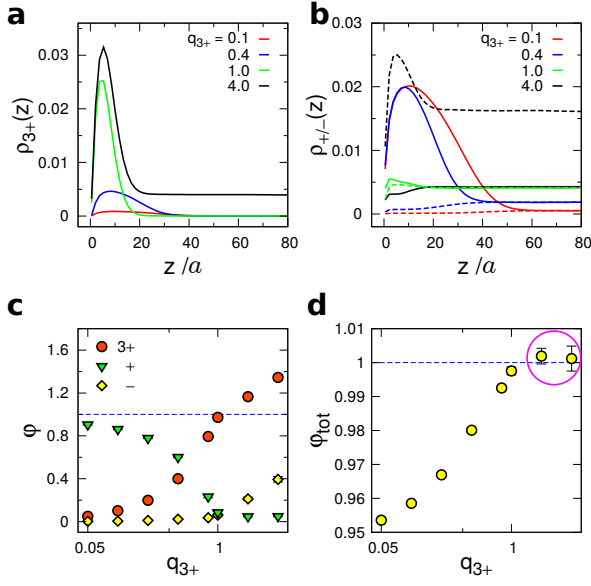 a
q3+ = 0.1
0.4
1.0
4.0
ρ3+(z)
0.03
0.02
0.01
0
0 20 40 60 80
z /a
b
q3+ = 0.1
0.4
1.0
4.0
ρ+/-(z)
0.03
0.02
0.01
0
0 20 40 60 80
z /a
c
3+
+
−
φ
1.6
1.2
0.8
0.4
0
0.05 1
q3+
d
φtot
1.01
1
0.99
0.98
0.97
0.96
0.95
0.05 1
q3+